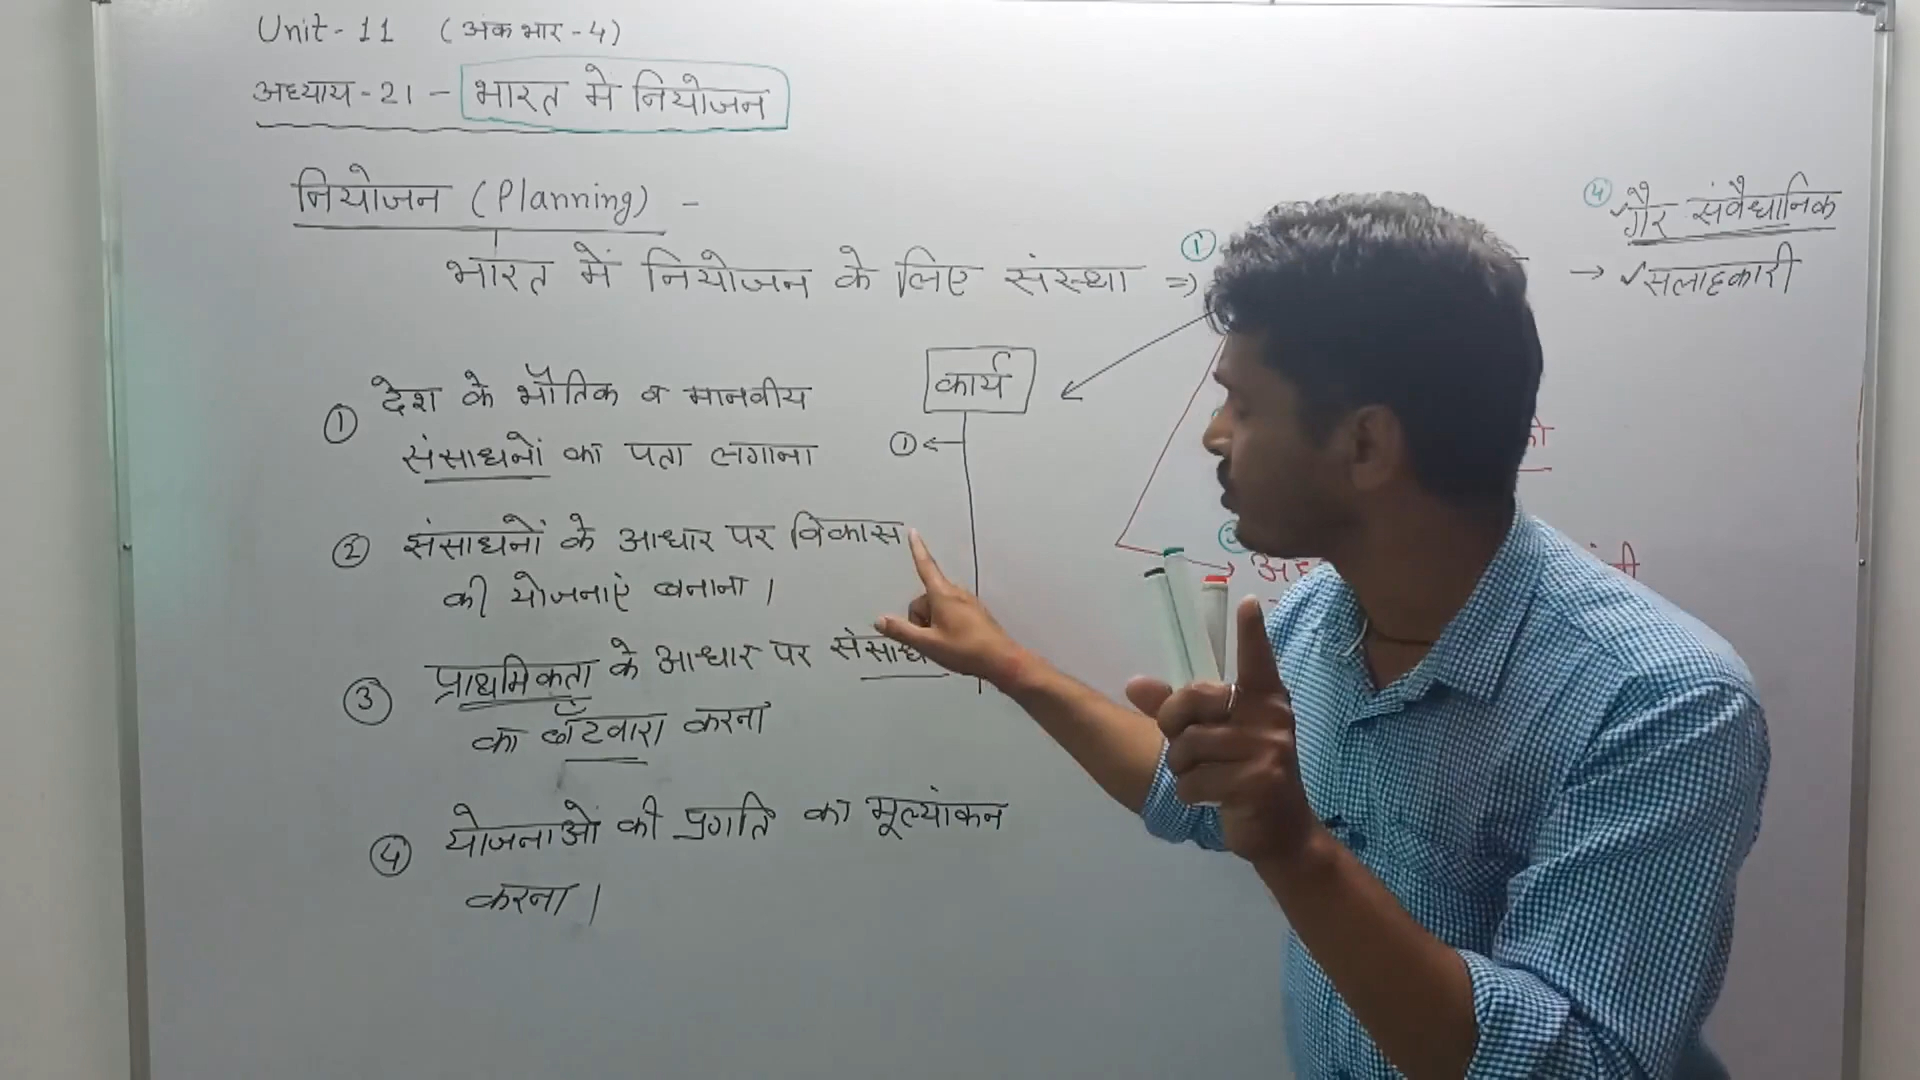 Unit - 11 (अंक भार - 4)
अध्याय - 21 - भारत मे नियोजन
नियोजन (Planning) -
भारत में नियोजन के लिए संस्था ⇒ ①
④ ✓गैर संवैधानिक
→ ✓सलाहकारी
कार्य
①←
① देश के भौतिक व मानवीय
संसाधनों का पता लगाना
② संसाधनों के आधार पर विकास
की योजनाएं बनाना।
③ प्राथमिकता के आधार पर संसाध
का बँटवारा करना
④ योजनाओं की प्रगति का मूल्यांकन
करना।